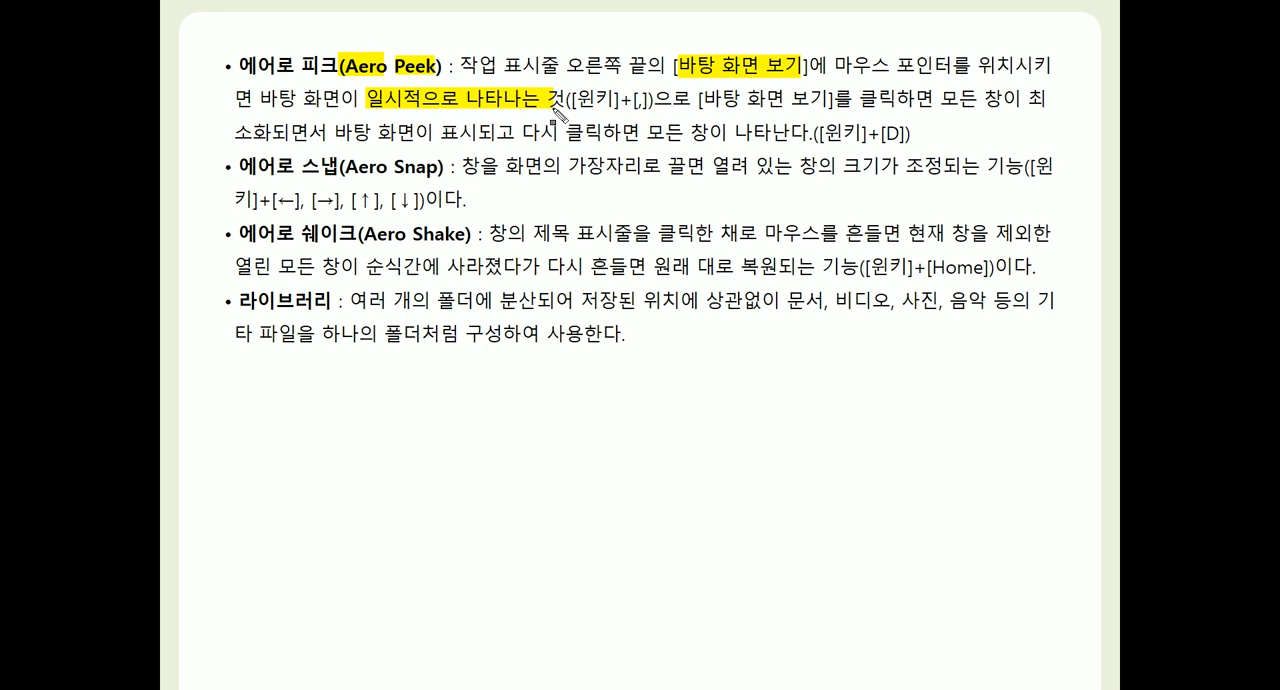 • 에어로 피크(Aero Peek) : 작업 표시줄 오른쪽 끝의 [바탕 화면 보기]에 마우스 포인터를 위치시키
면 바탕 화면이 일시적으로 나타나는 것([윈키]+[,])으로 [바탕 화면 보기]를 클릭하면 모든 창이 최
소화되면서 바탕 화면이 표시되고 다시 클릭하면 모든 창이 나타난다.([윈키]+[D])
• 에어로 스냅(Aero Snap) : 창을 화면의 가장자리로 끌면 열려 있는 창의 크기가 조정되는 기능([윈
키]+[←], [→], [↑], [↓])이다.
• 에어로 쉐이크(Aero Shake) : 창의 제목 표시줄을 클릭한 채로 마우스를 흔들면 현재 창을 제외한
열린 모든 창이 순식간에 사라졌다가 다시 흔들면 원래 대로 복원되는 기능([윈키]+[Home])이다.
• 라이브러리 : 여러 개의 폴더에 분산되어 저장된 위치에 상관없이 문서, 비디오, 사진, 음악 등의 기
타 파일을 하나의 폴더처럼 구성하여 사용한다.